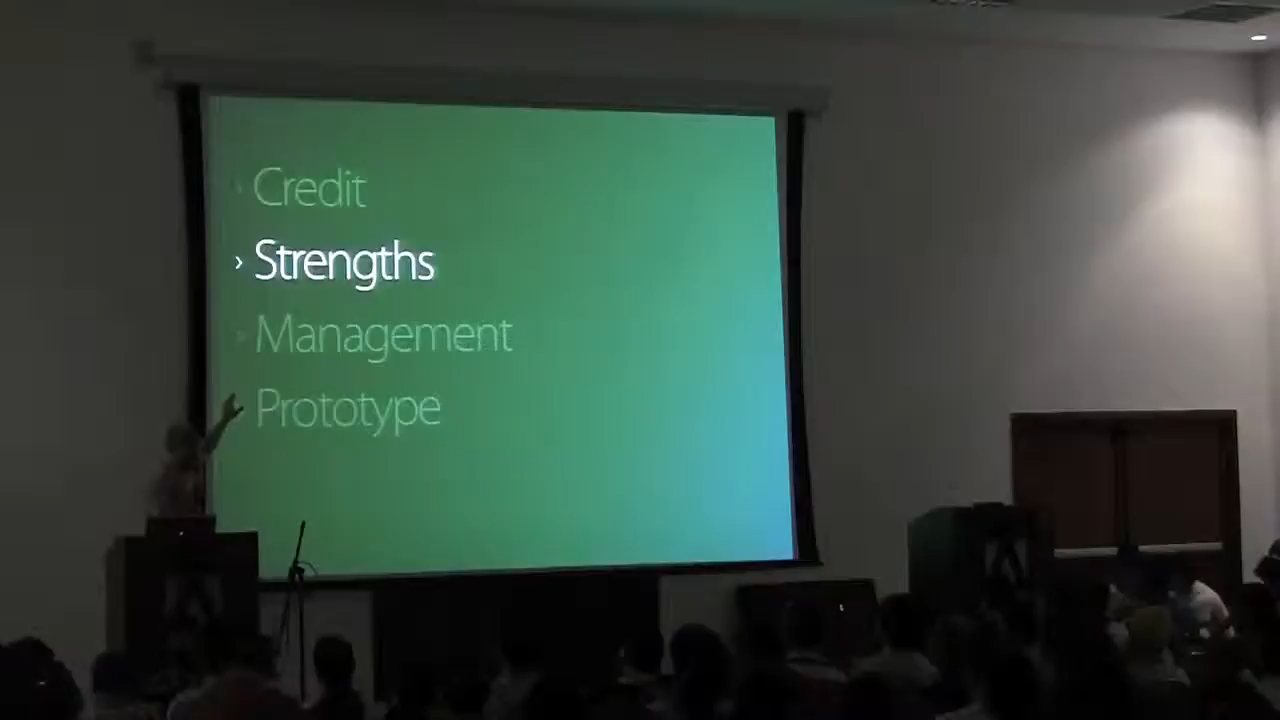 › Credit
› Strengths
› Management
Prototype